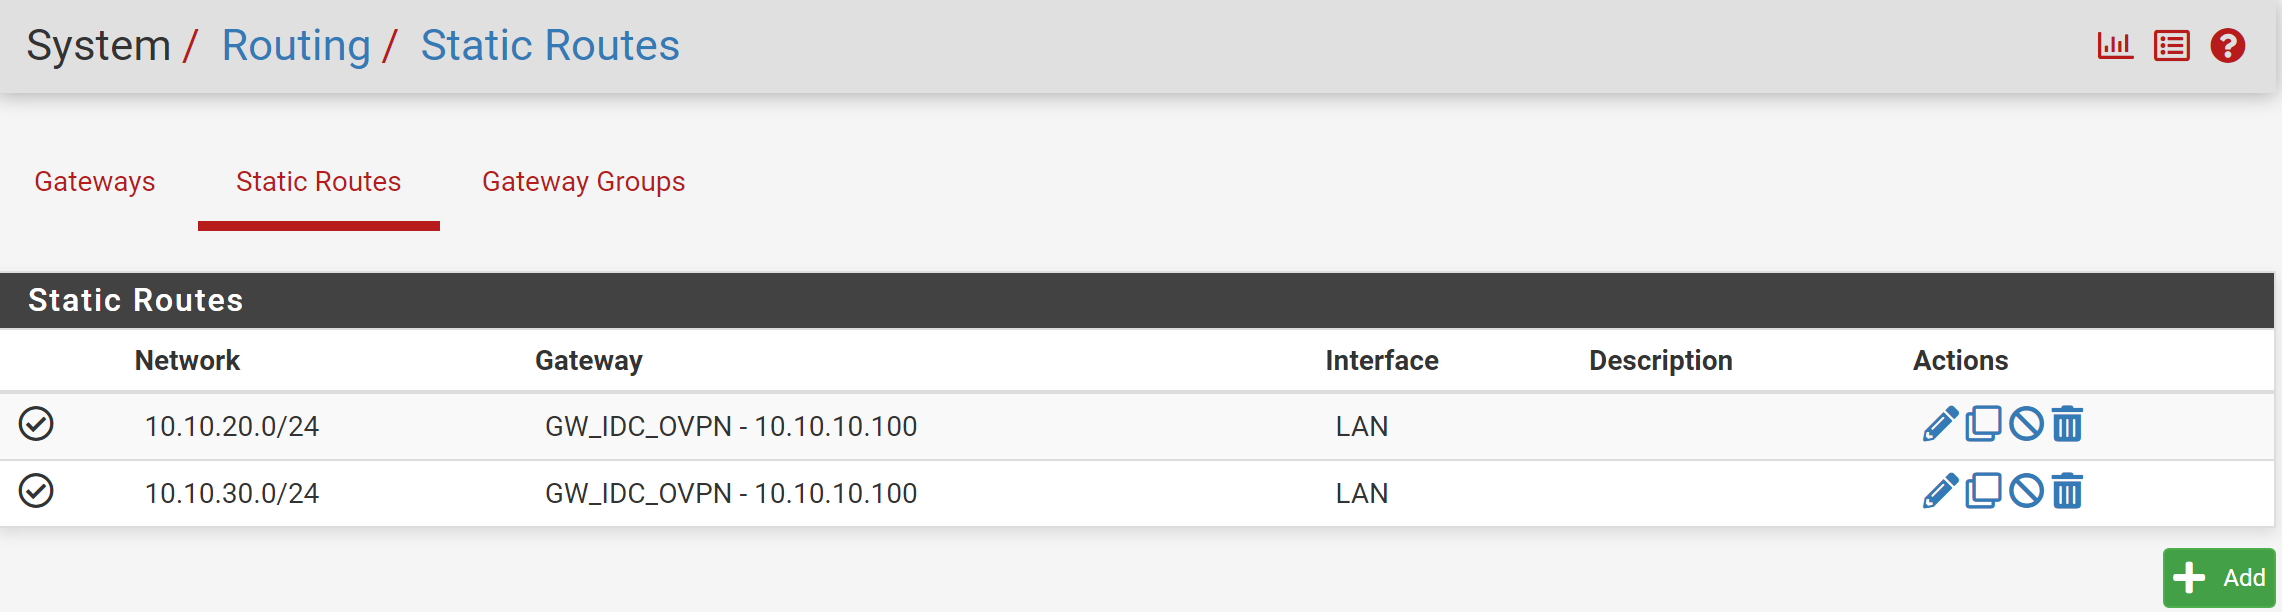 System / Routing / Static Routes
Gateways Static Routes Gateway Groups
Static Routes
Network Gateway Interface Description Actions
10.10.20.0/24 GW_IDC_OVPN - 10.10.10.100 LAN
10.10.30.0/24 GW_IDC_OVPN - 10.10.10.100 LAN
Add